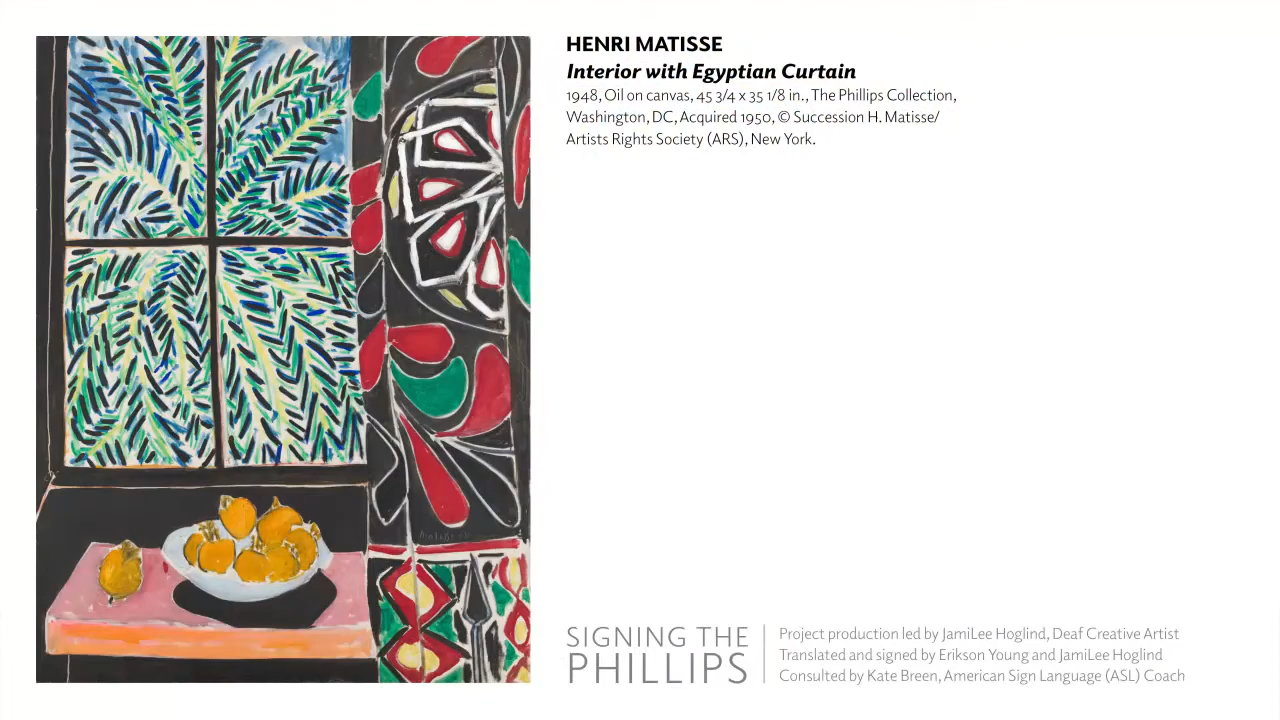 HENRI MATISSE
Interior with Egyptian Curtain
1948, Oil on canvas, 45 3/4 x 35 1/8 in., The Phillips Collection,
Washington, DC, Acquired 1950, © Succession H. Matisse/
Artists Rights Society (ARS), New York.
SIGNING THE
PHILLIPS
Project production led by JamiLee Hoglind, Deaf Creative Artist
Translated and signed by Erikson Young and JamiLee Hoglind
Consulted by Kate Breen, American Sign Language (ASL) Coach